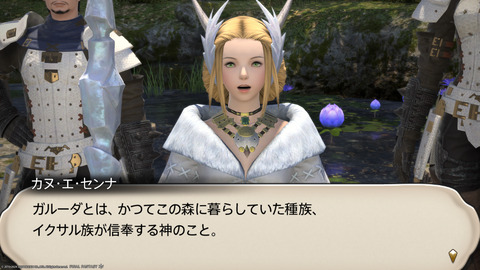 カヌ・エ・センナ
ガルーダとは、かつてこの森に暮らしていた種族、
イクサル族が信奉する神のこと。